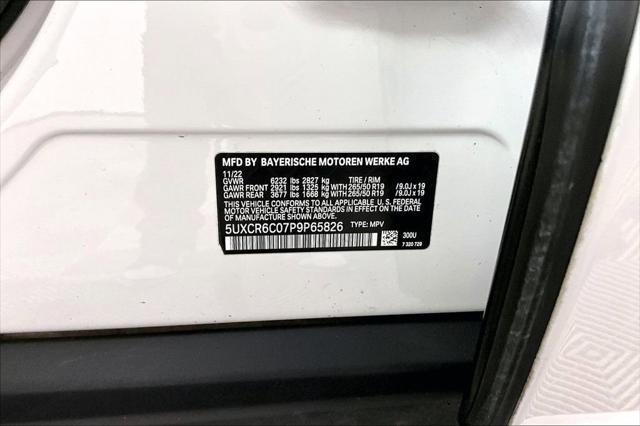 MFD BY BAYERISCHE MOTOREN WERKE AG
11/22
GVWR 6232 lbs 2827 kg TIRE / RIM
GAWR FRONT 2921 lbs 1325 kg WITH 265/50 R19 / 9.0J x 19
GAWR REAR 3677 lbs 1668 kg WITH 265/50 R19 / 9.0J x 19
THIS VEHICLE CONFORMS TO ALL APPLICABLE U. S. FEDERAL
MOTOR VEHICLE SAFETY STANDARDS IN EFFECT ON THE
DATE OF MANUFACTURE SHOWN ABOVE.
5UXCR6C07P9P65826 TYPE: MPV
300U
7 320 729